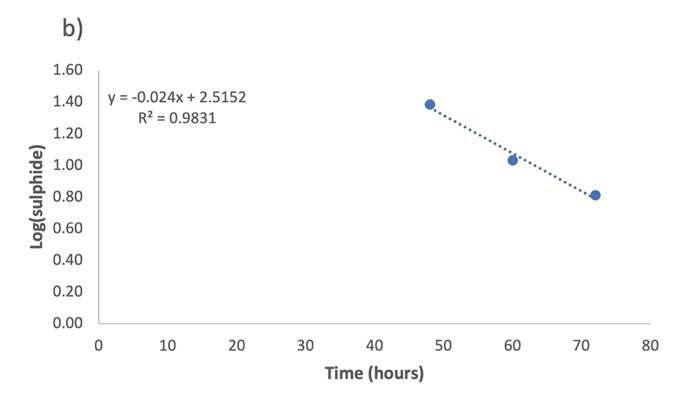 b)
1.60
1.40
1.20
1.00
0.80
0.60
0.40
0.20
0.00
Log(sulphide)
y = -0.024x + 2.5152
R² = 0.9831
0 10 20 30 40 50 60 70 80
Time (hours)